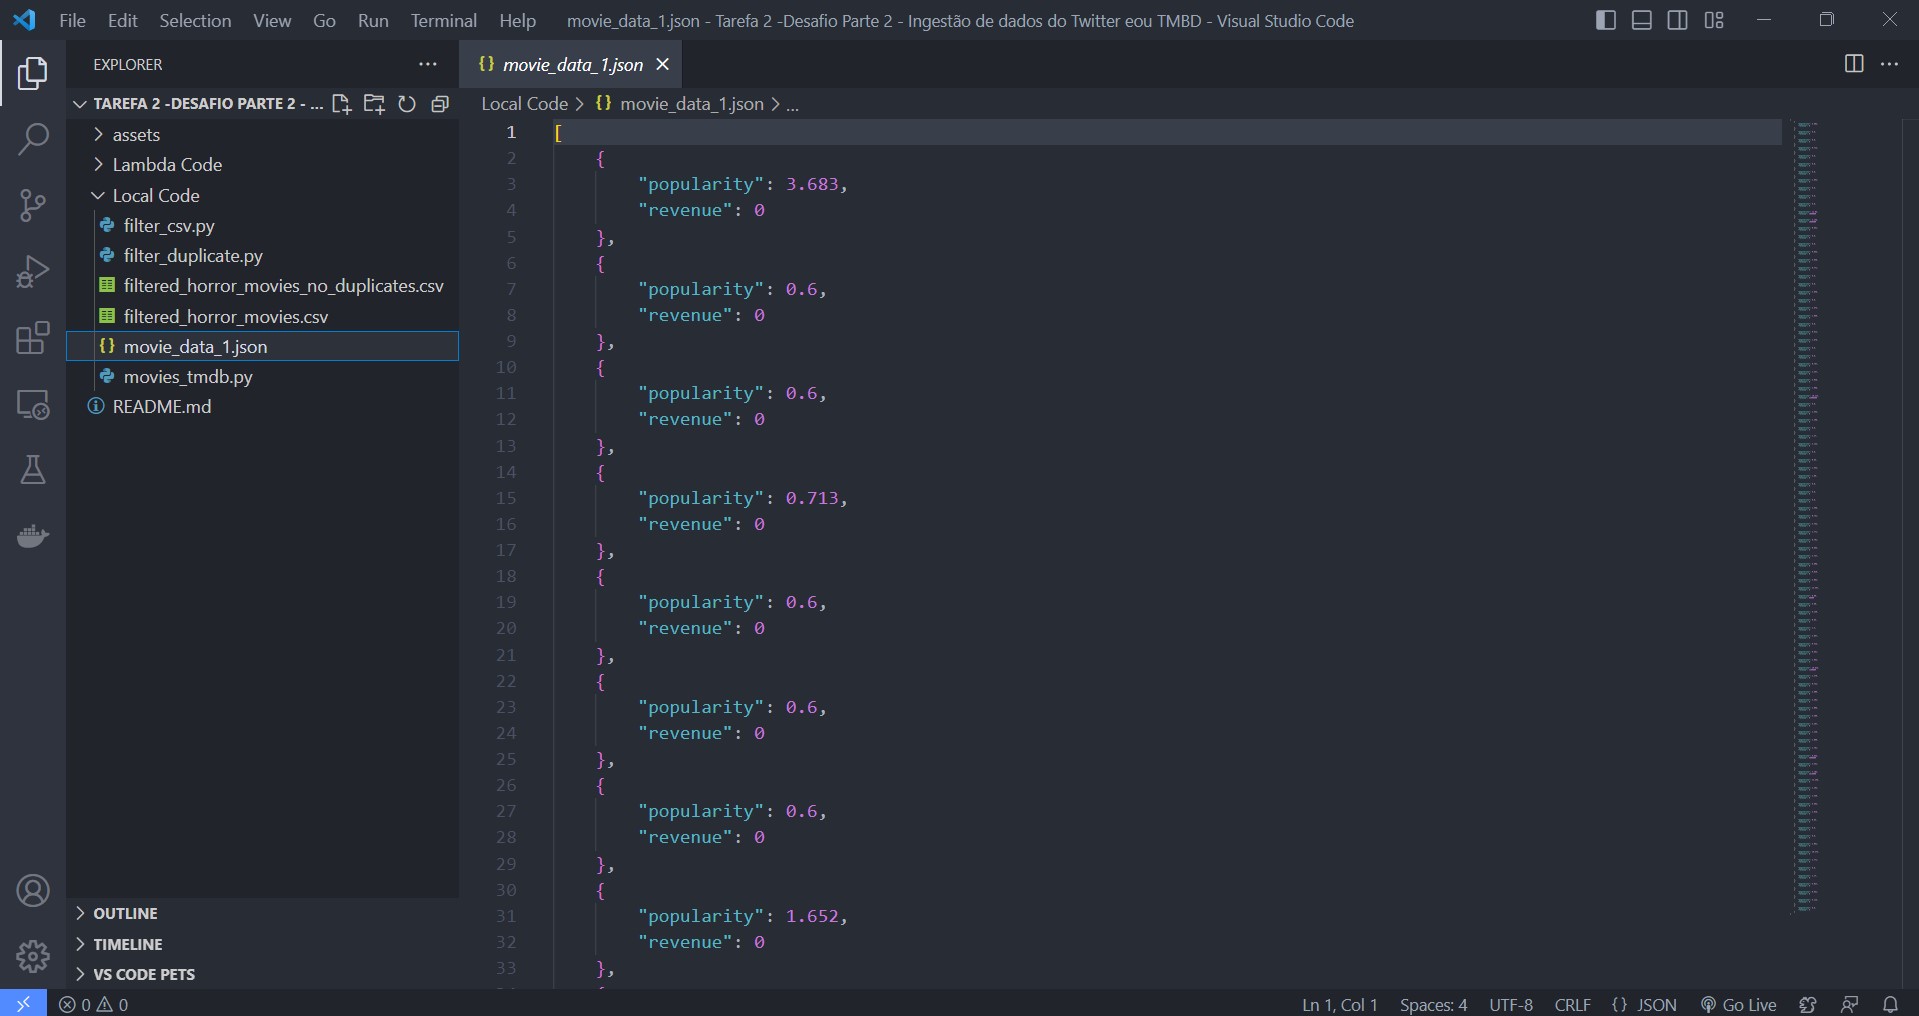 File Edit Selection View Go Run Terminal Help movie_data_1.json - Tarefa 2 -Desafio Parte 2 - Ingestão de dados do Twitter eou TMBD - Visual Studio Code
EXPLORER
TAREFA 2 -DESAFIO PARTE 2 - ...
assets
Lambda Code
Local Code
filter_csv.py
filter_duplicate.py
filtered_horror_movies_no_duplicates.csv
filtered_horror_movies.csv
{} movie_data_1.json
movies_tmdb.py
README.md
OUTLINE
TIMELINE
VS CODE PETS
{} movie_data_1.json
Local Code > {} movie_data_1.json > ...
1 [
2 {
3 "popularity": 3.683,
4 "revenue": 0
5 },
6 {
7 "popularity": 0.6,
8 "revenue": 0
9 },
10 {
11 "popularity": 0.6,
12 "revenue": 0
13 },
14 {
15 "popularity": 0.713,
16 "revenue": 0
17 },
18 {
19 "popularity": 0.6,
20 "revenue": 0
21 },
22 {
23 "popularity": 0.6,
24 "revenue": 0
25 },
26 {
27 "popularity": 0.6,
28 "revenue": 0
29 },
30 {
31 "popularity": 1.652,
32 "revenue": 0
33 },
0 0 Ln 1, Col 1 Spaces: 4 UTF-8 CRLF {} JSON Go Live